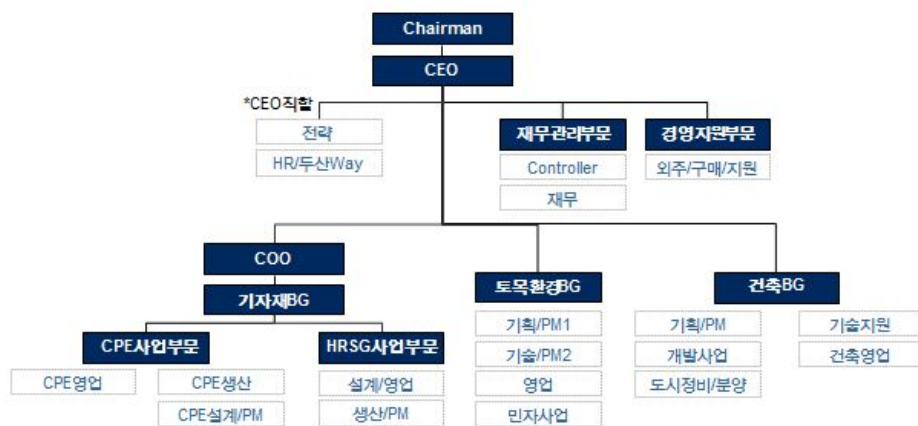 Chairman
CEO
*CEO직할
전략
HR/두산Way
재무관리부문
Controller
재무
경영지원부문
외주/구매/지원
COO
기자재BG
CPE사업부문
CPE영업
CPE생산
CPE설계/PM
HRSG사업부문
설계/영업
생산/PM
토목환경BG
기획/PM1
기술/PM2
영업
민자사업
건축BG
기획/PM
개발사업
도시정비/분양
기술지원
건축영업